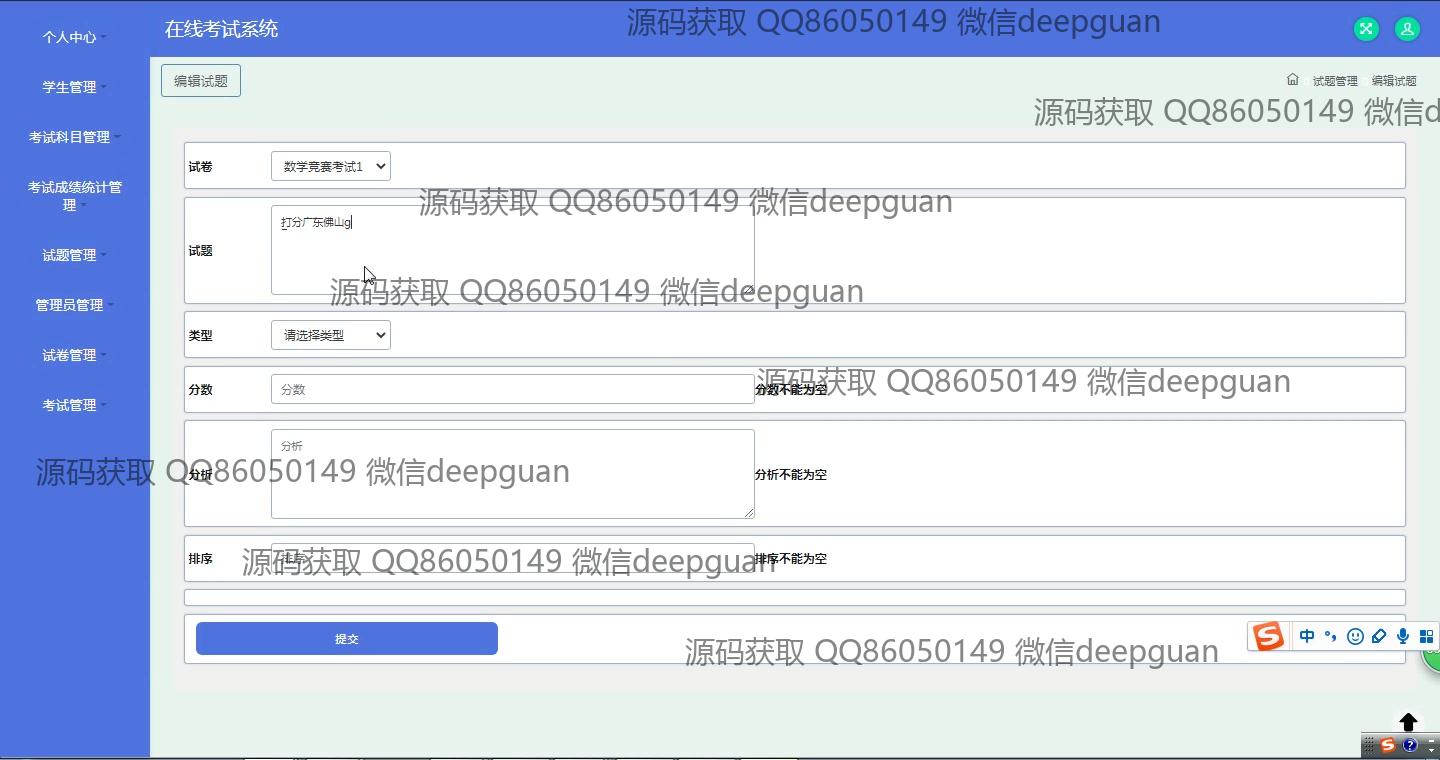 个人中心
在线考试系统
源码获取 QQ86050149 微信deepguan
学生管理
编辑试题
试题管理 编辑试题
源码获取 QQ86050149 微信d
考试科目管理
试卷
数学竞赛考试1
考试成绩统计管
理
源码获取 QQ86050149 微信deepguan
打分广东佛山g
试题
试题管理
源码获取 QQ86050149 微信deepguan
管理员管理
类型
请选择类型
试卷管理
分数
分数
分数不能为空
源码获取 QQ86050149 微信deepguan
考试管理
分析
分析
分析不能为空
源码获取 QQ86050149 微信deepguan
排序
排序
排序不能为空
源码获取 QQ86050149 微信deepguan
提交
源码获取 QQ86050149 微信deepguan
中